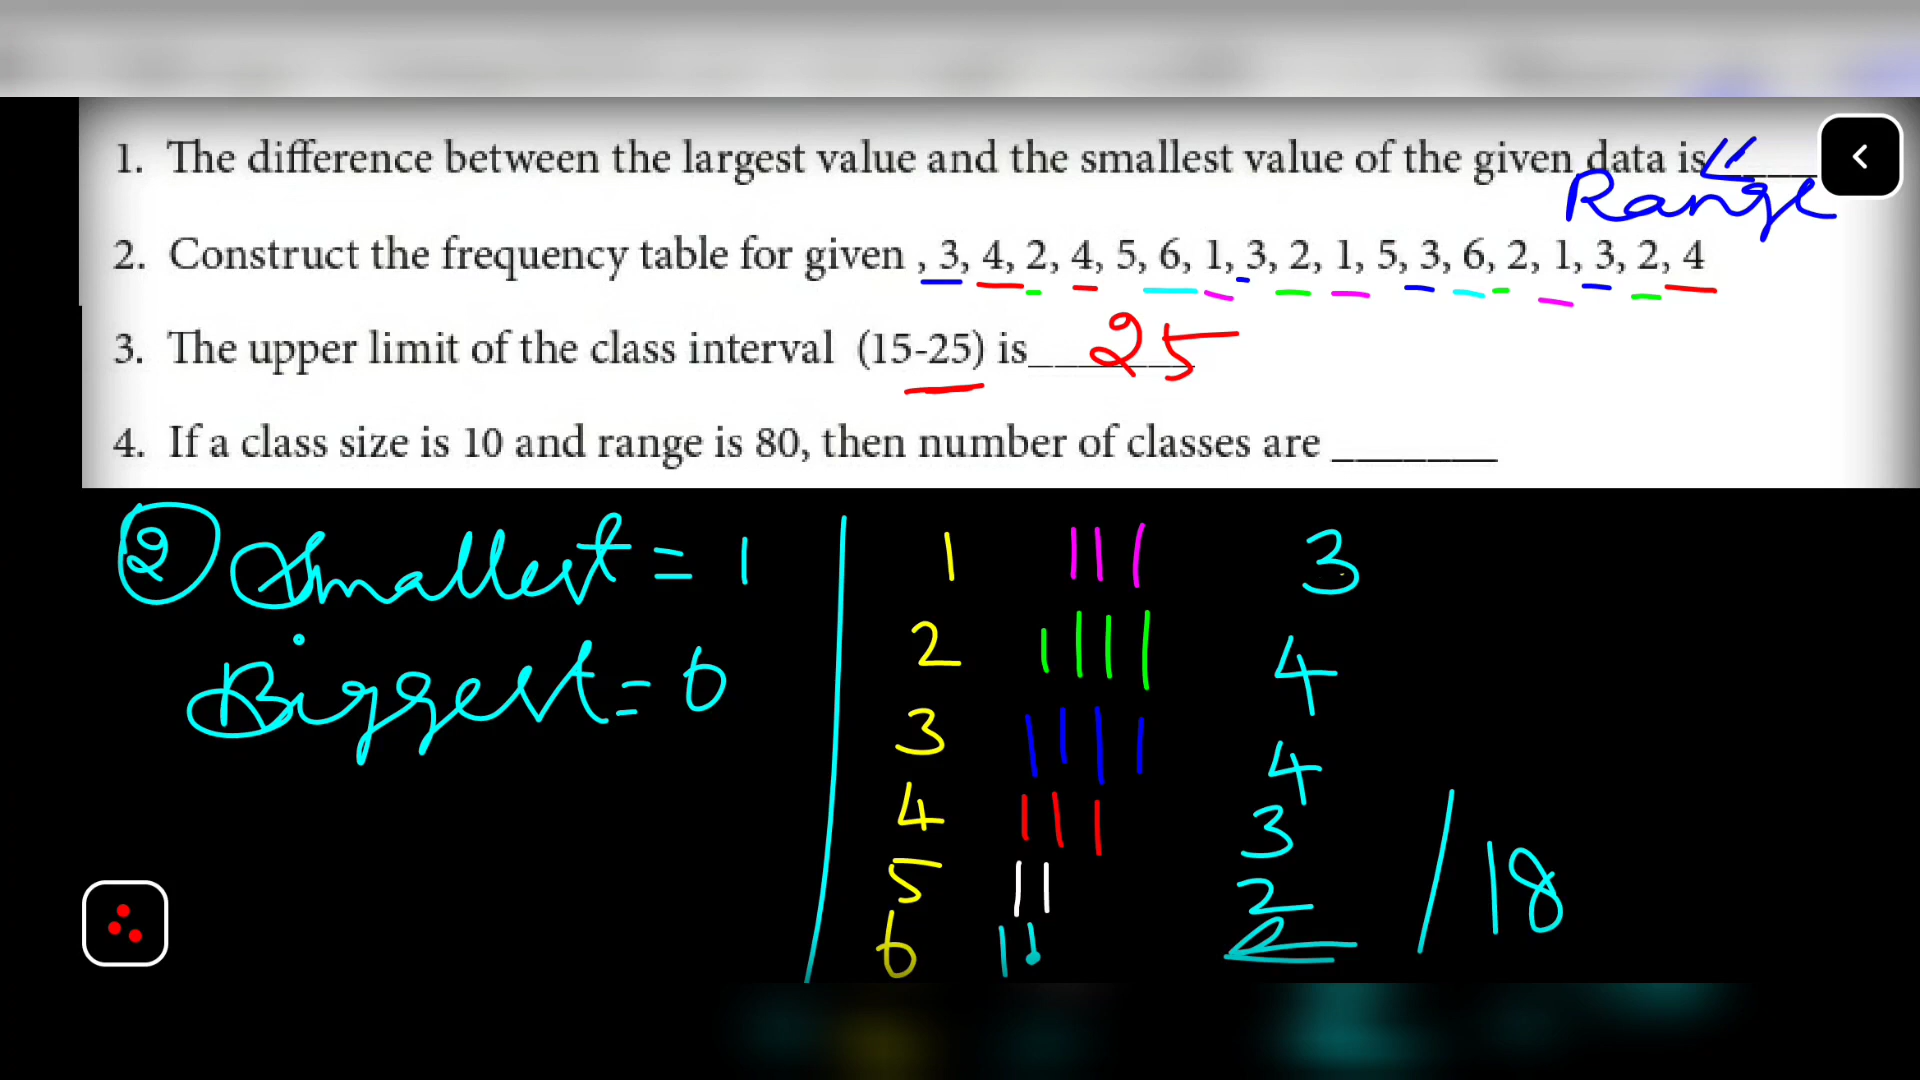 1. The difference between the largest value and the smallest value of the given data is____
Range
2. Construct the frequency table for given , 3, 4, 2, 4, 5, 6, 1, 3, 2, 1, 5, 3, 6, 2, 1, 3, 2, 4
3. The upper limit of the class interval (15-25) is_______ 25
4. If a class size is 10 and range is 80, then number of classes are _______
2 Smallest = 1
Biggest = 6
1 ||| 3
2 |||| 4
3 |||| 4
4 ||| 3
5 || 2
6 || 2 / 18